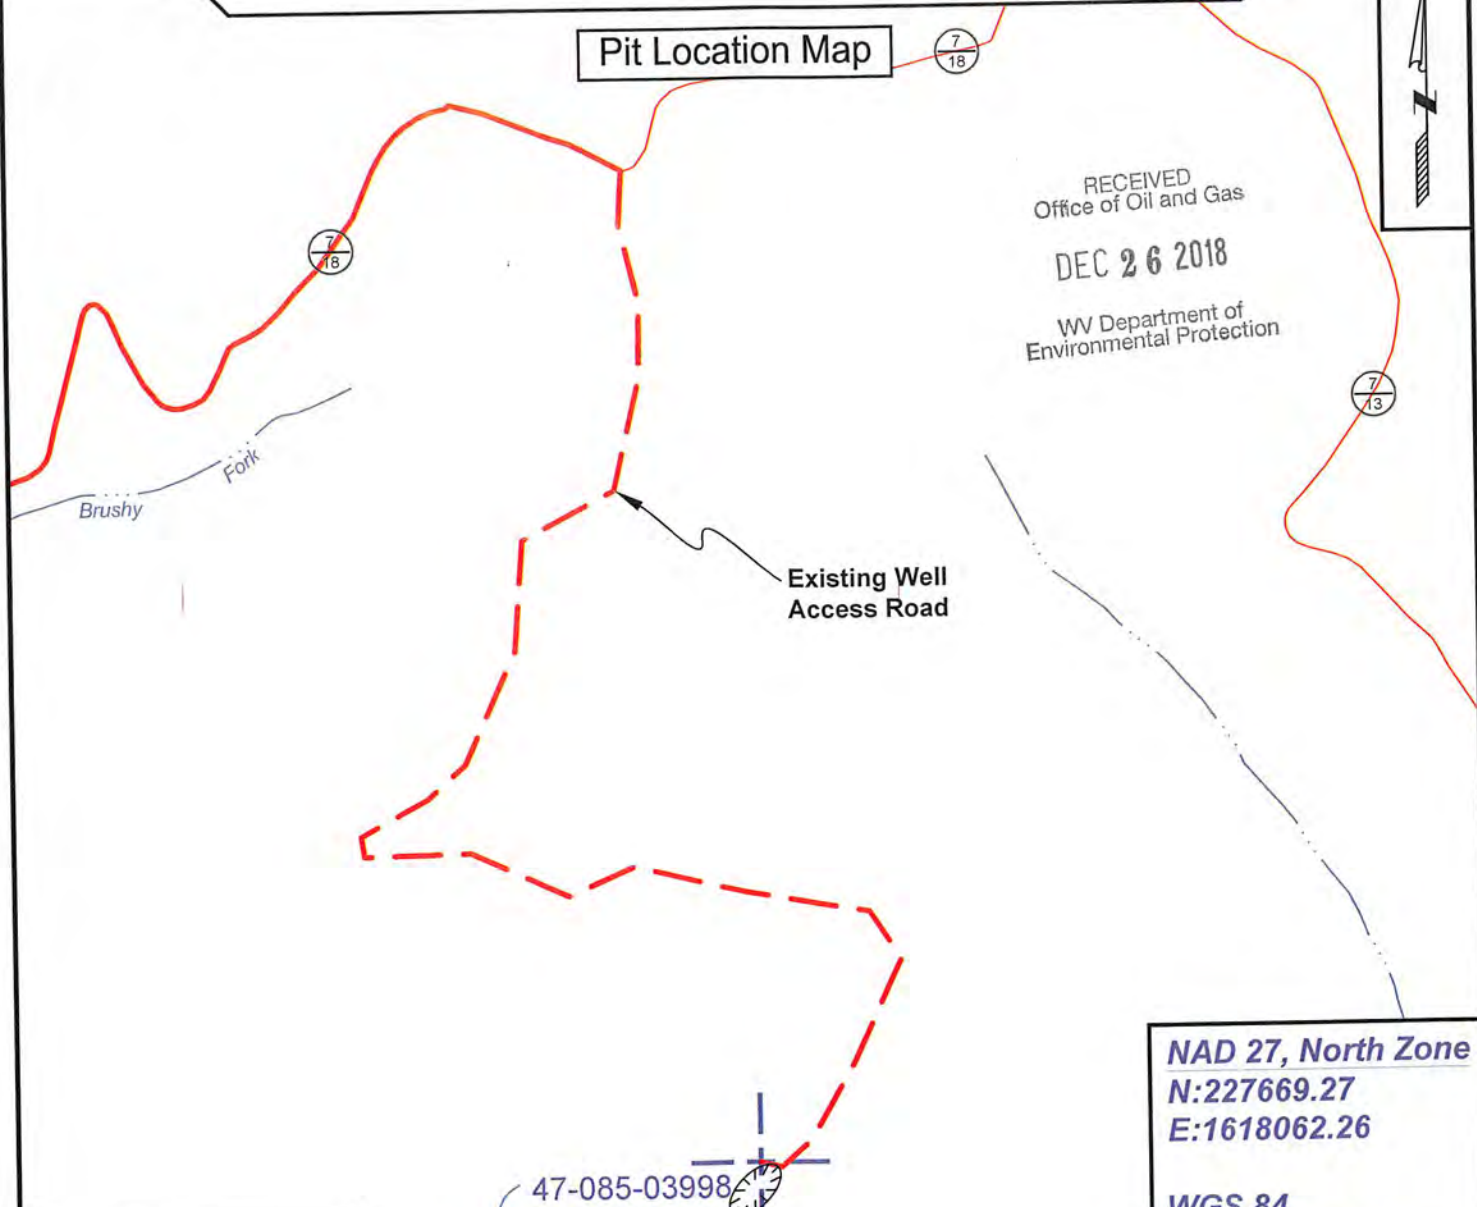 Pit Location Map
7
18
RECEIVED
Office of Oil and Gas
DEC 26 2018
WV Department of
Environmental Protection
7
18
7
13
Brushy Fork
Existing Well
Access Road
NAD 27, North Zone
N:227669.27
E:1618062.26
WGS 84
47-085-03998
N